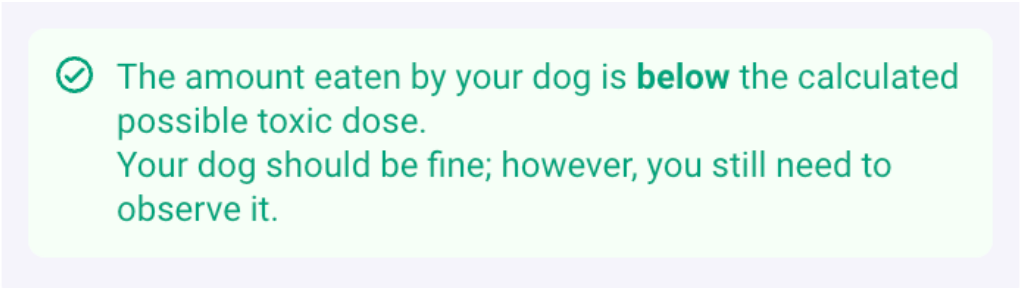 The amount eaten by your dog is below the calculated
possible toxic dose.
Your dog should be fine; however, you still need to
observe it.